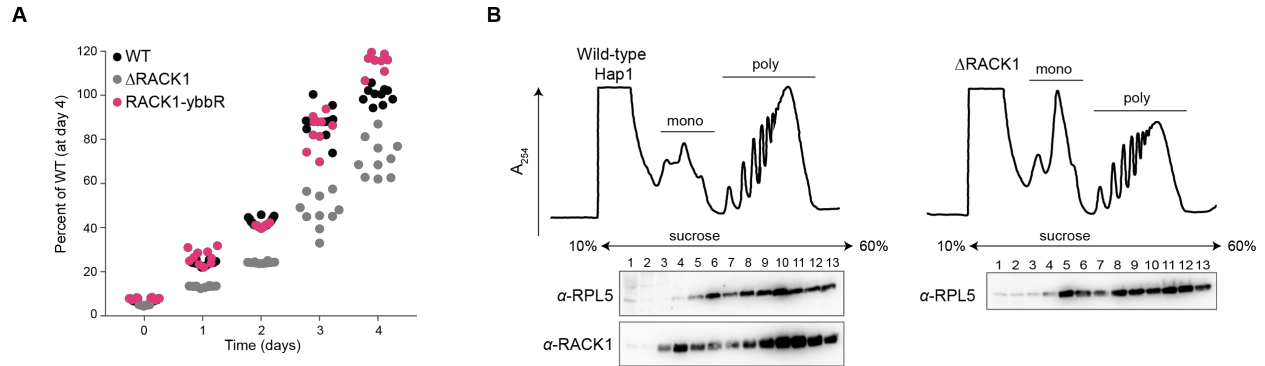 A
120
100
80
60
40
20
0
0 1 2 3 4
Percent of WT (at day 4)
Time (days)
WT
ΔRACK1
RACK1-ybbR
B
Wild-type
Hap1
mono
poly
A254
10% sucrose 60%
1 2 3 4 5 6 7 8 9 10 11 12 13
α-RPL5
α-RACK1
ΔRACK1
mono
poly
10% sucrose 60%
1 2 3 4 5 6 7 8 9 10 11 12 13
α-RPL5